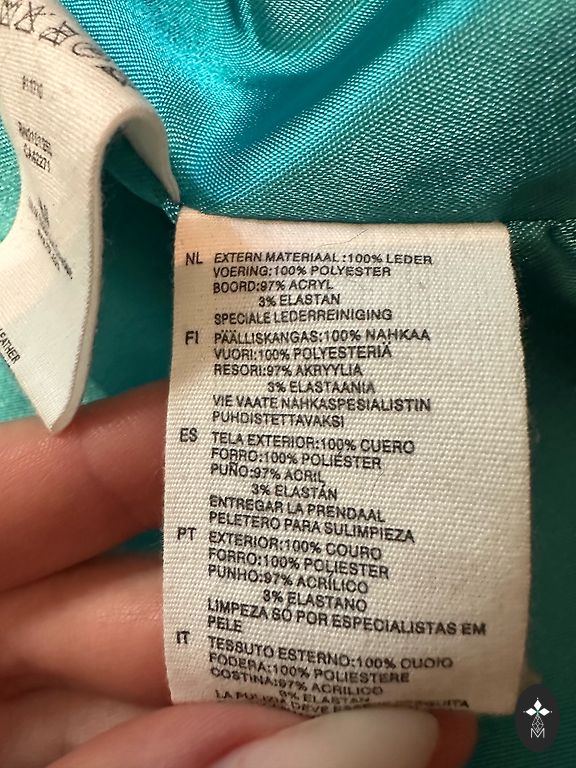 NL EXTERN MATERIAAL:100% LEDER
VOERING:100% POLYESTER
BOORD:97% ACRYL
3% ELASTAN
SPECIALE LEDERREINIGING
FI PÄÄLLISKANGAS:100% NAHKAA
VUORI:100% POLYESTERIÄ
RESORI:97% AKRYYLIA
3% ELASTAANIA
VIE VAATE NAHKASPESIALISTIN
PUHDISTETTAVAKSI
ES TELA EXTERIOR:100% CUERO
FORRO:100% POLIÉSTER
PUÑO:97% ACRIL
3% ELASTÁN
ENTREGAR LA PRENDAAL
PELETERO PARA SULIMPIEZA
PT EXTERIOR:100% COURO
FORRO:100% POLIESTER
PUNHO:97% ACRÍLICO
3% ELASTANO
LIMPEZA SÓ POR ESPECIALISTAS EM
PELE
IT TESSUTO ESTERNO:100% CUOIO
FODERA:100% POLIESTERE
COSTINA:97% ACRILICO
3% ELASTAN
LA PULIZIA DEVE
EATHER
M